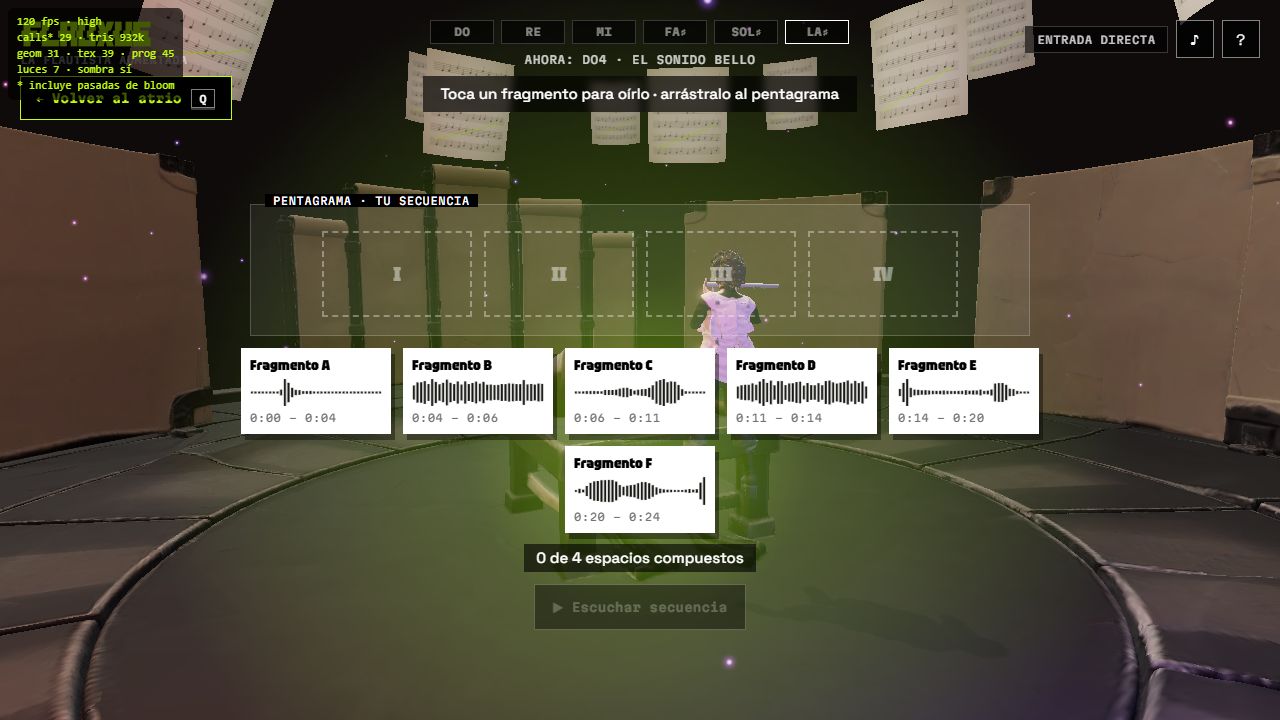 120 fps · high
calls* 29 · tris 932k
geom 31 · tex 39 · prog 45
luces 7 · sombra sí
* incluye pasadas de bloom
← Volver al atrio Q
DO RE MI FA♯ SOL♯ LA♯
AHORA: DO4 · EL SONIDO BELLO
Toca un fragmento para oírlo · arrástralo al pentagrama
ENTRADA DIRECTA ♪ ?
PENTAGRAMA · TU SECUENCIA
I II III IV
Fragmento A
0:00 – 0:04
Fragmento B
0:04 – 0:06
Fragmento C
0:06 – 0:11
Fragmento D
0:11 – 0:14
Fragmento E
0:14 – 0:20
Fragmento F
0:20 – 0:24
0 de 4 espacios compuestos
▶ Escuchar secuencia